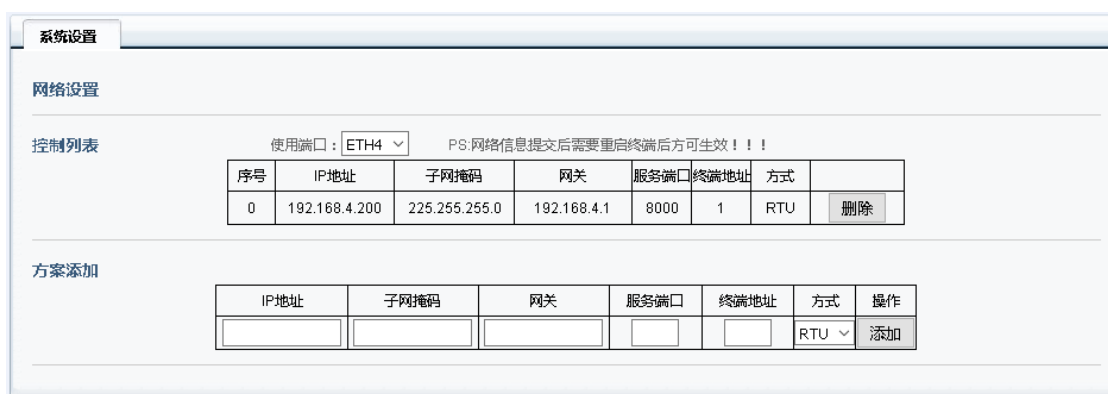 系统设置
网络设置
控制列表 使用端口： ETH4 PS:网络信息提交后需要重启终端后方可生效！！！
序号 IP地址 子网掩码 网关 服务端口 终端地址 方式
0 192.168.4.200 225.255.255.0 192.168.4.1 8000 1 RTU 删除
方案添加
IP地址 子网掩码 网关 服务端口 终端地址 方式 操作
RTU 添加